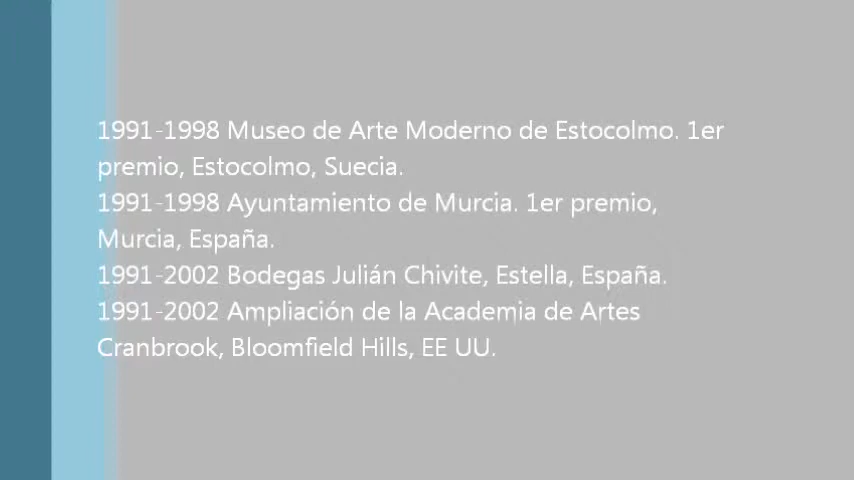 1991-1998 Museo de Arte Moderno de Estocolmo. 1er
premio, Estocolmo, Suecia.
1991-1998 Ayuntamiento de Murcia. 1er premio,
Murcia, España.
1991-2002 Bodegas Julián Chivite, Estella, España.
1991-2002 Ampliación de la Academia de Artes
Cranbrook, Bloomfield Hills, EE UU.